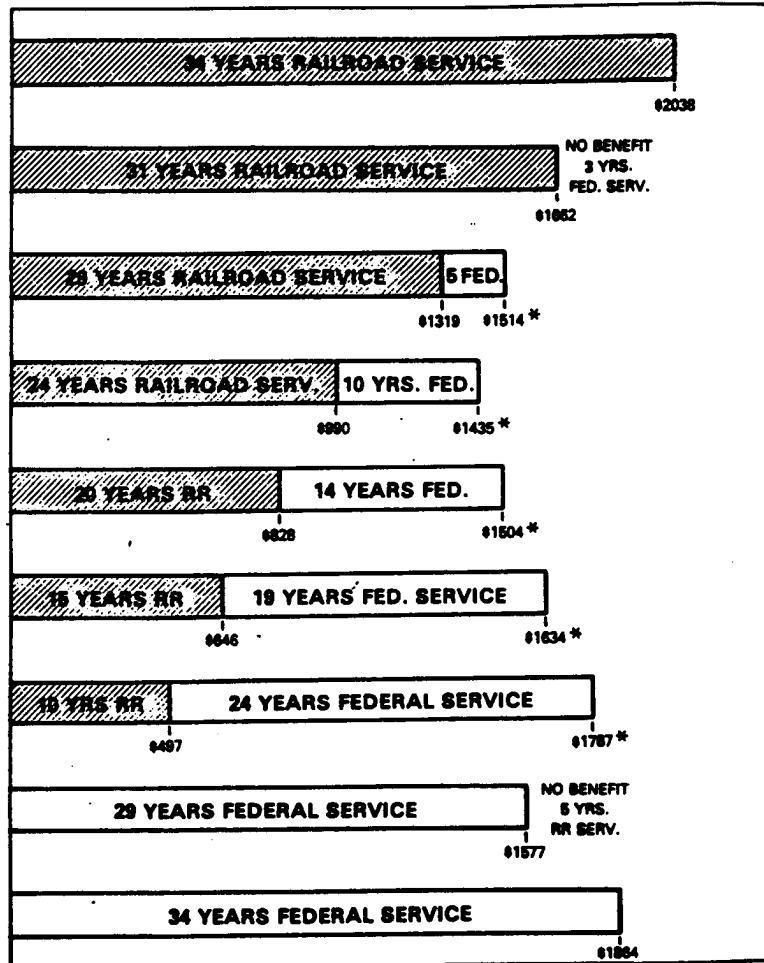 34 YEARS RAILROAD SERVICE
$2038
31 YEARS RAILROAD SERVICE
NO BENEFIT
3 YRS.
FED. SERV.
$1652
29 YEARS RAILROAD SERVICE
5 FED.
$1319
$1514 *
24 YEARS RAILROAD SERV.
10 YRS. FED.
$990
$1435 *
20 YEARS RR
14 YEARS FED.
$828
$1504 *
15 YEARS RR
19 YEARS FED. SERVICE
$646
$1634 *
10 YRS RR
24 YEARS FEDERAL SERVICE
$497
$1767 *
29 YEARS FEDERAL SERVICE
NO BENEFIT
5 YRS.
RR SERV.
$1577
34 YEARS FEDERAL SERVICE
$1864